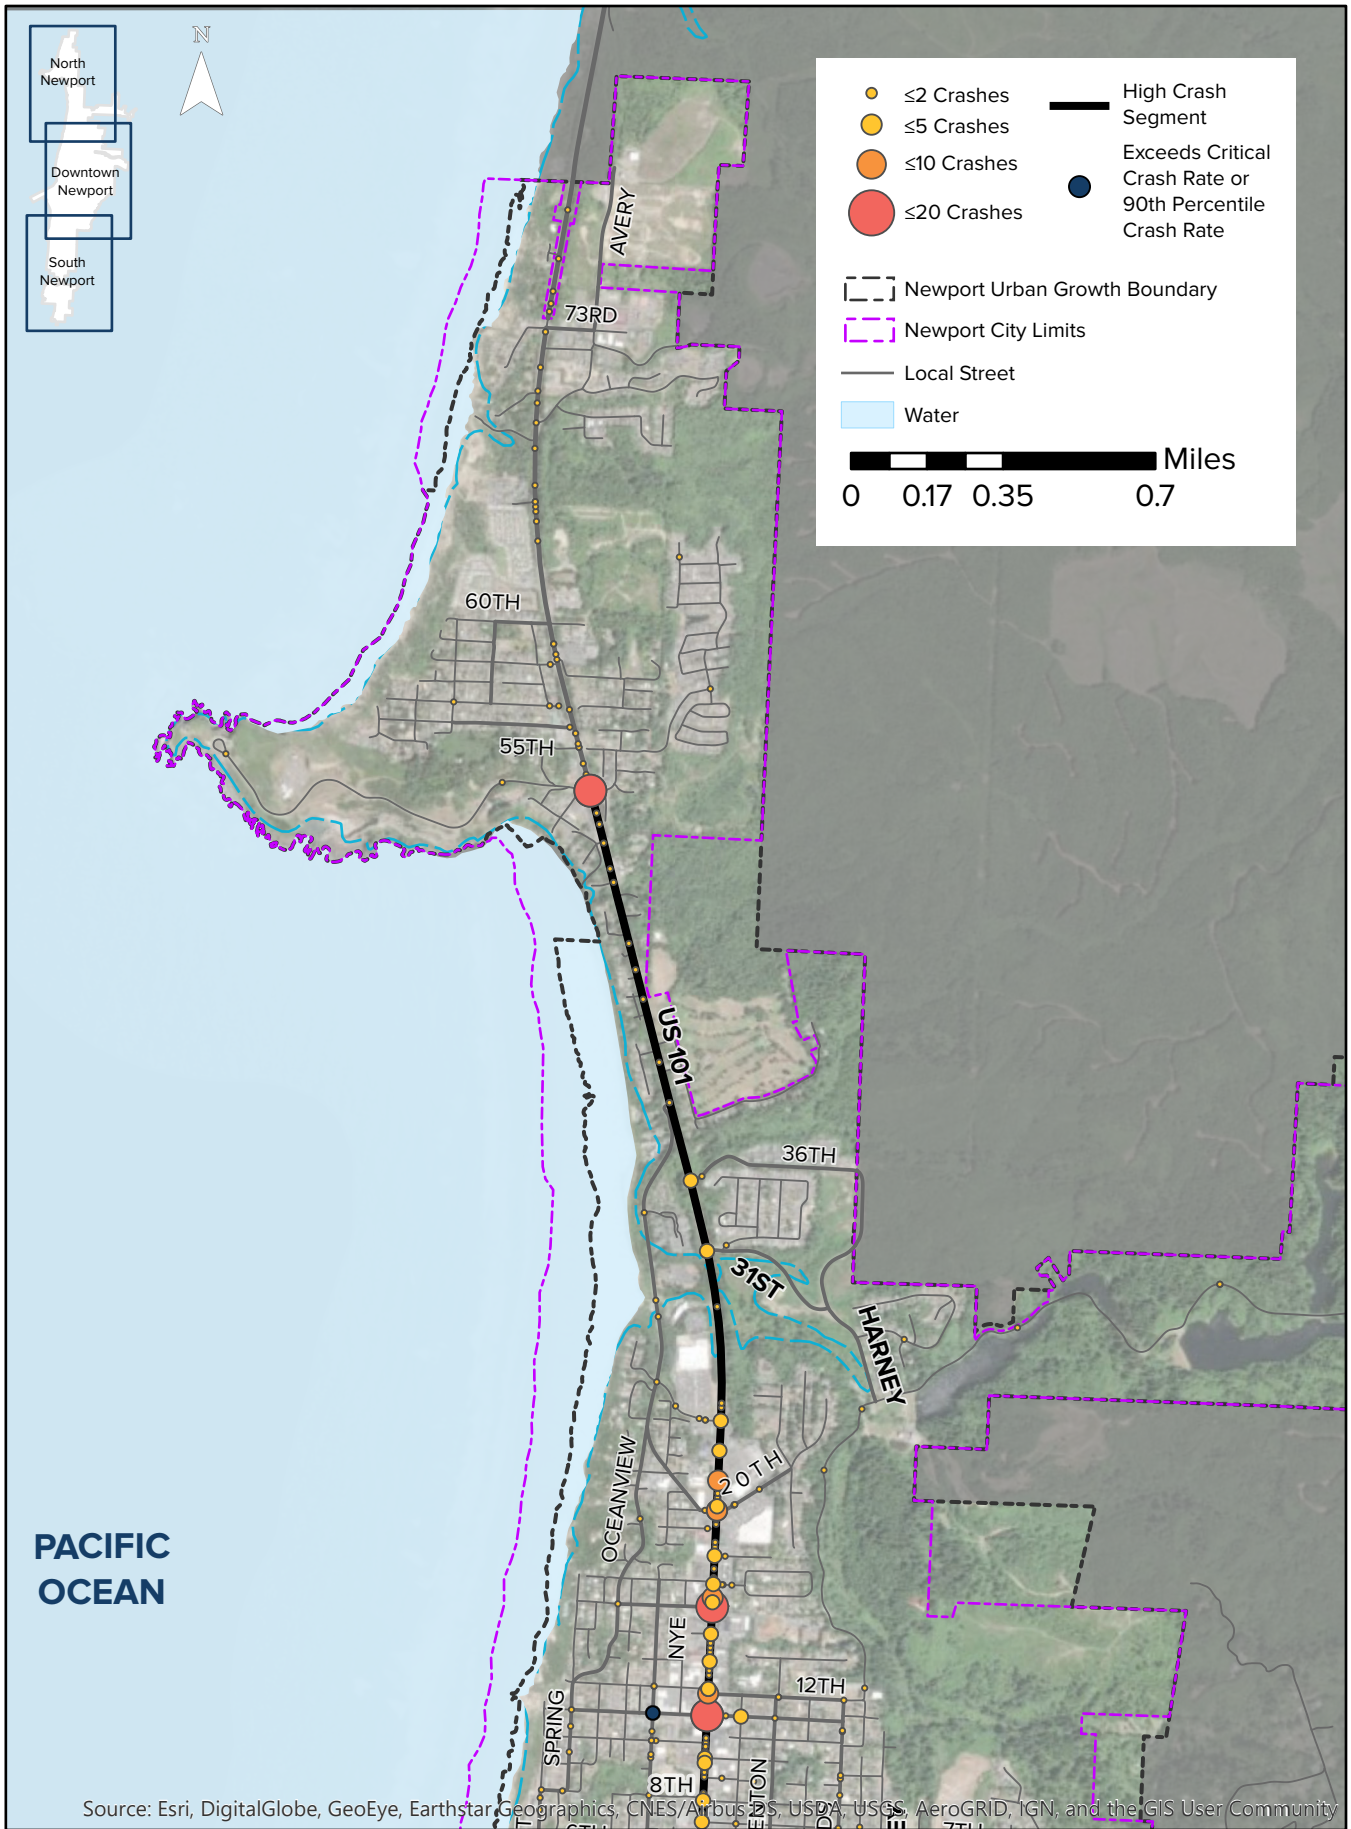 North
Newport
Downtown
Newport
South
Newport
N
≤2 Crashes
≤5 Crashes
≤10 Crashes
≤20 Crashes
High Crash
Segment
Exceeds Critical
Crash Rate or
90th Percentile
Crash Rate
Newport Urban Growth Boundary
Newport City Limits
Local Street
Water
Miles
0 0.17 0.35 0.7
AVERY
73RD
60TH
55TH
US 101
36TH
31ST
HARNEY
20TH
OCEANVIEW
PACIFIC
OCEAN
NYE
12TH
SPRING
8TH
ENTON
Source: Esri, DigitalGlobe, GeoEye, Earthstar Geographics, CNES/Airbus DS, USDA, USGS, AeroGRID, IGN, and the GIS User Community
6TH
7TH